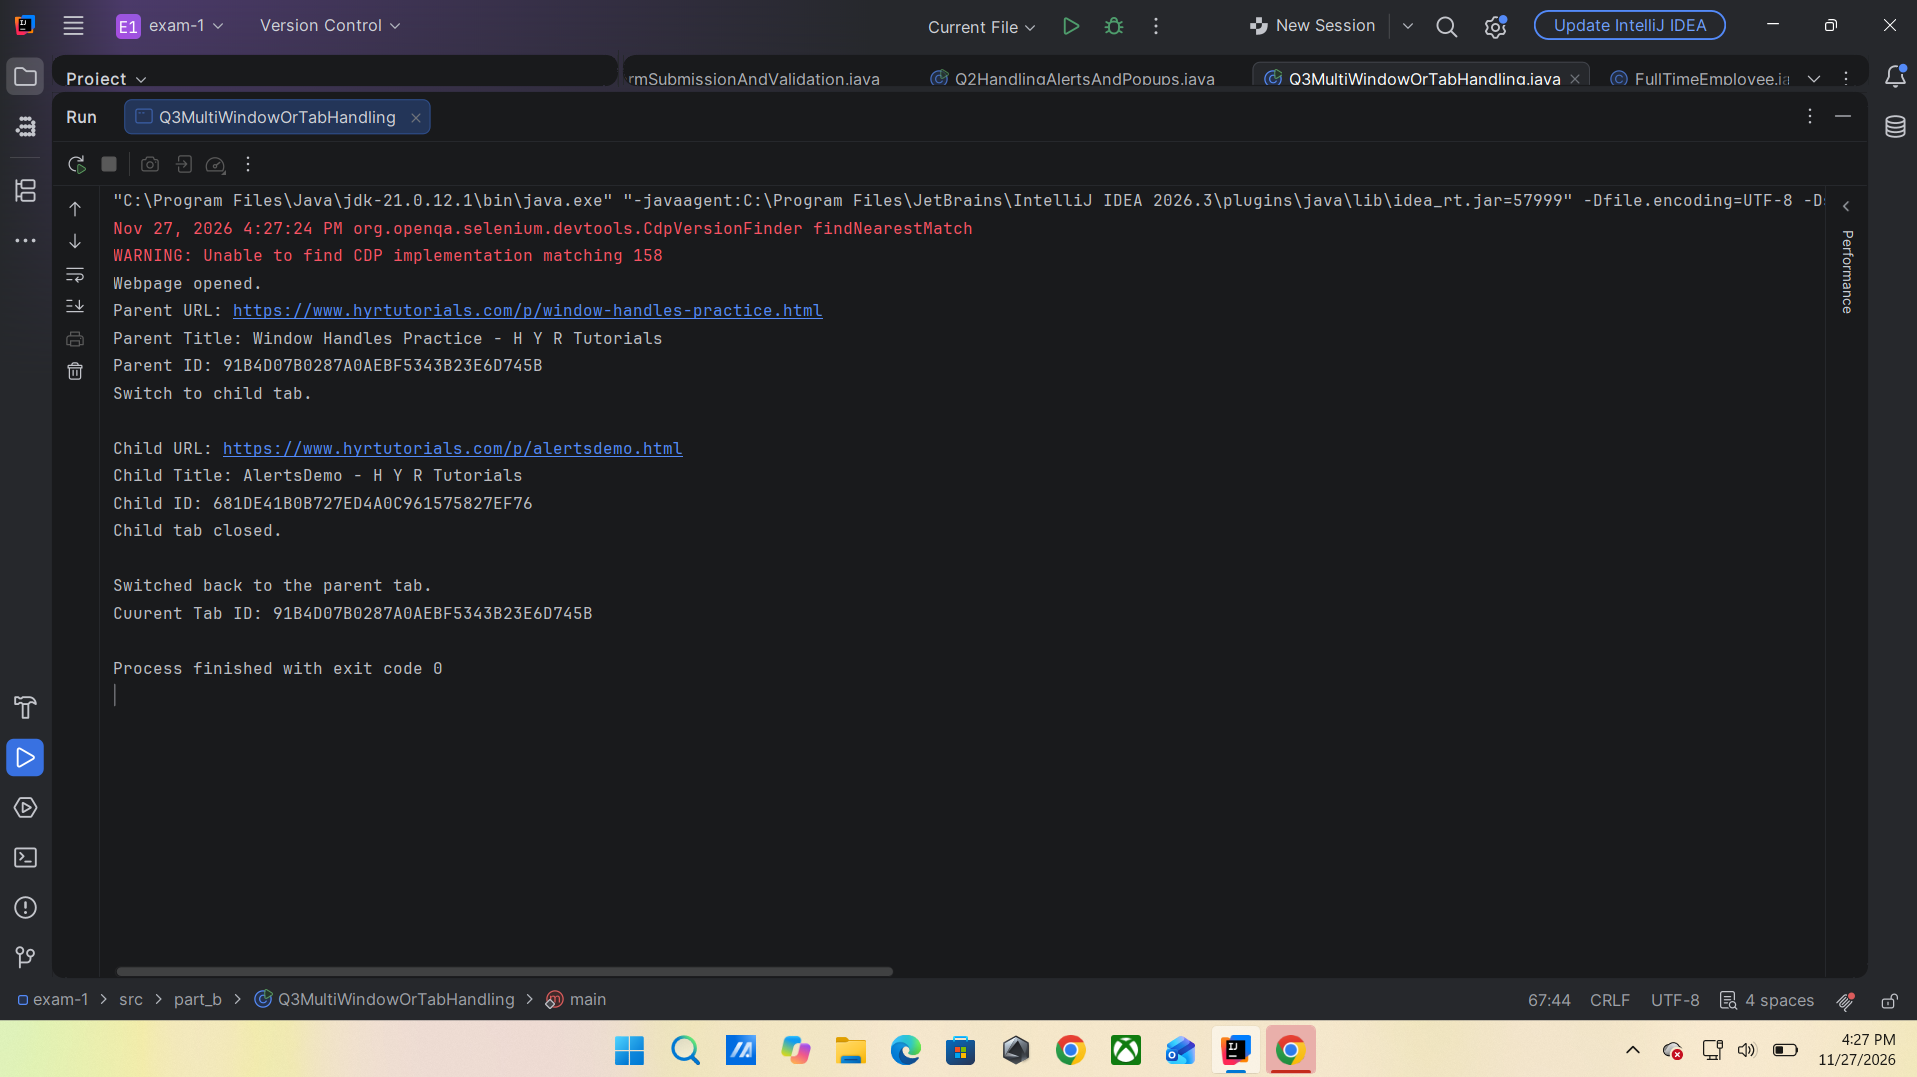 E1 exam-1 Version Control Current File New Session Update IntelliJ IDEA
Project rmSubmissionAndValidation.java Q2HandlingAlertsAndPopups.java Q3MultiWindowOrTabHandling.java FullTimeEmployee.ja
Run Q3MultiWindowOrTabHandling
"C:\Program Files\Java\jdk-21.0.12.1\bin\java.exe" "-javaagent:C:\Program Files\JetBrains\IntelliJ IDEA 2026.3\plugins\java\lib\idea_rt.jar=57999" -Dfile.encoding=UTF-8 -Ds
Nov 27, 2026 4:27:24 PM org.openqa.selenium.devtools.CdpVersionFinder findNearestMatch
WARNING: Unable to find CDP implementation matching 158
Webpage opened.
Parent URL: https://www.hyrtutorials.com/p/window-handles-practice.html
Parent Title: Window Handles Practice - H Y R Tutorials
Parent ID: 91B4D07B0287A0AEBF5343B23E6D745B
Switch to child tab.
Child URL: https://www.hyrtutorials.com/p/alertsdemo.html
Child Title: AlertsDemo - H Y R Tutorials
Child ID: 681DE41B0B727ED4A0C961575827EF76
Child tab closed.
Switched back to the parent tab.
Cuurent Tab ID: 91B4D07B0287A0AEBF5343B23E6D745B
Process finished with exit code 0
Performance
exam-1 > src > part_b > Q3MultiWindowOrTabHandling > main 67:44 CRLF UTF-8 4 spaces
4:27 PM
11/27/2026